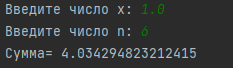 Введите число x: 1.0
Введите число n: 6
Сумма= 4.034294823212415